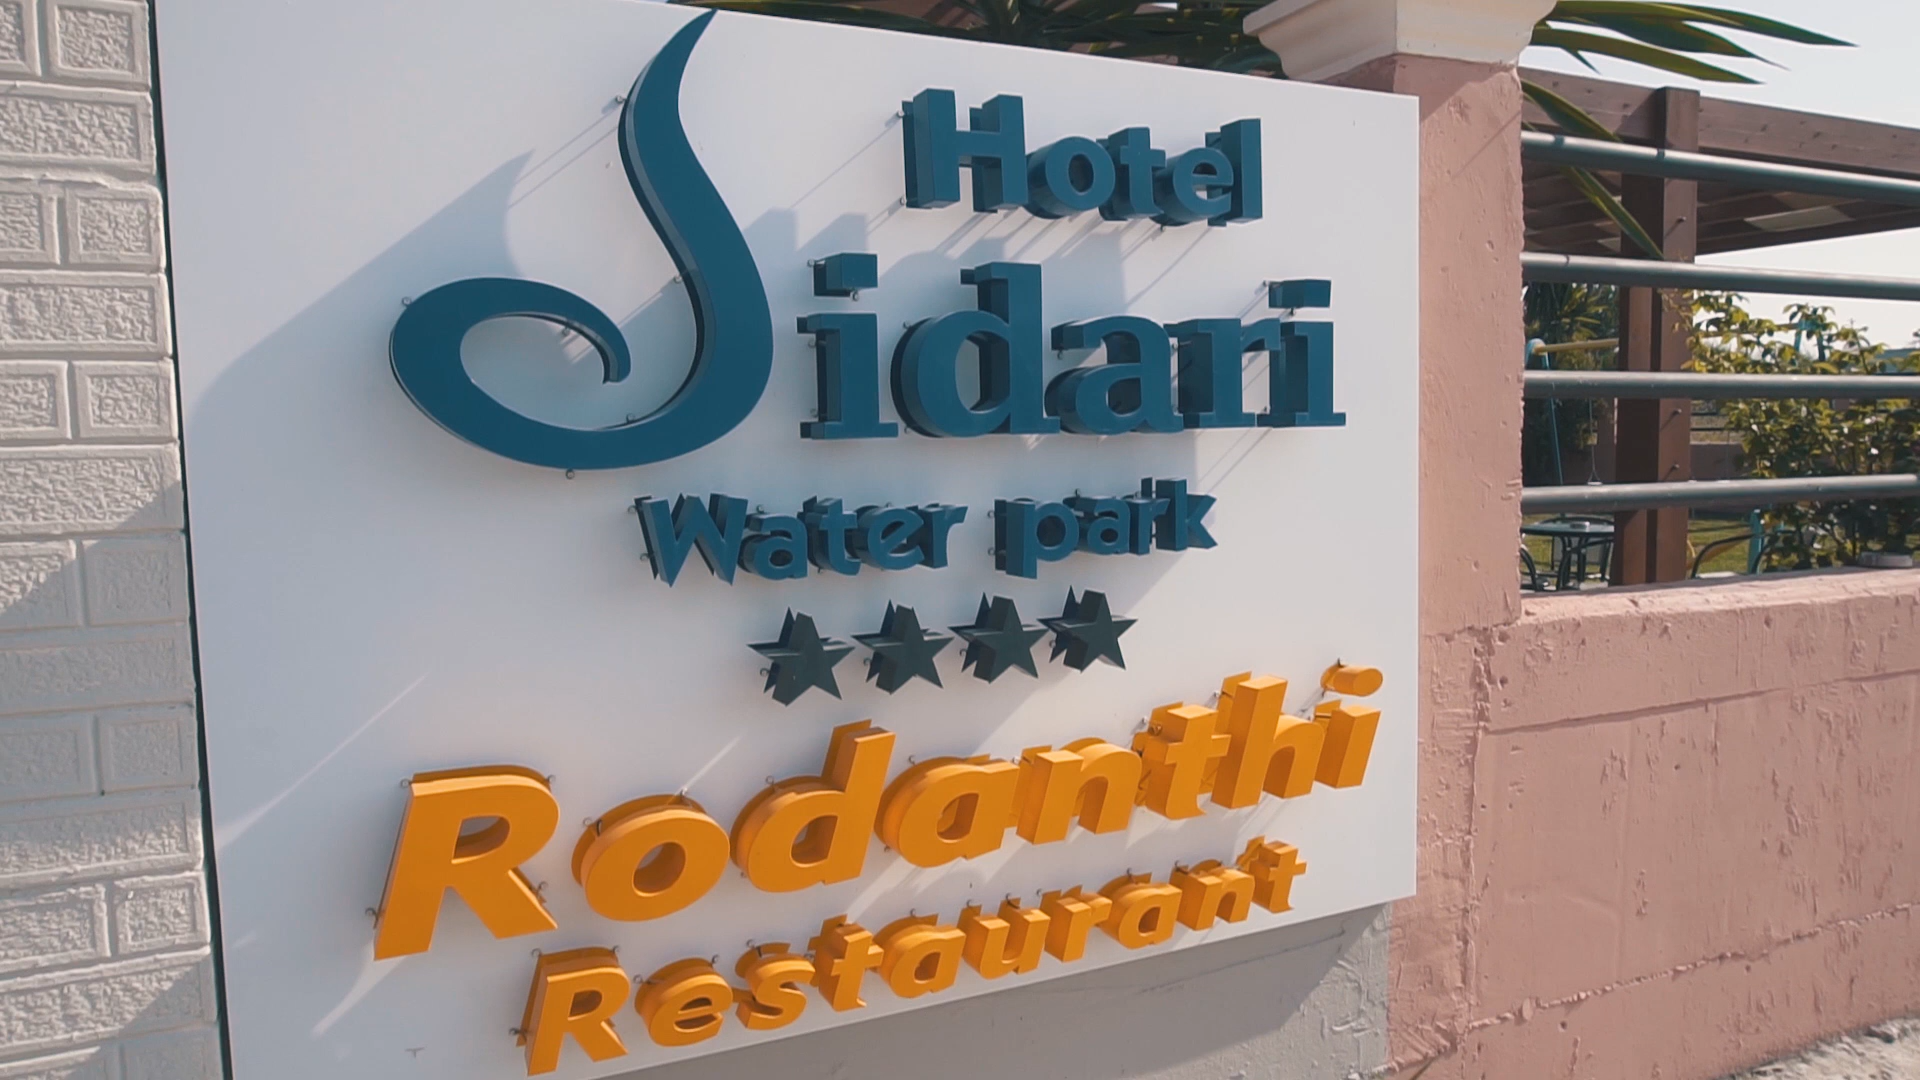 Hotel
Sidari
Water park
★★★★
Rodanthi
Restaurant